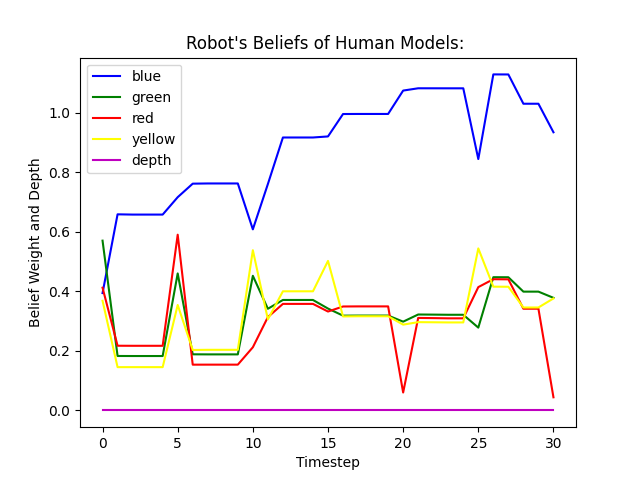 Robot's Beliefs of Human Models:
blue
green
red
yellow
depth
Belief Weight and Depth
1.0
0.8
0.6
0.4
0.2
0.0
0 5 10 15 20 25 30
Timestep